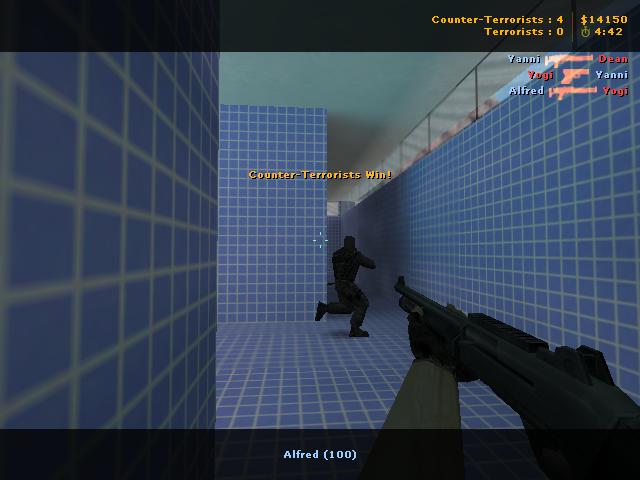 Counter-Terrorists : 4 $14150
Terrorists : 0 4:42
Yanni Dean
Yogi Yanni
Alfred Yogi
Counter-Terrorists Win!
Alfred (100)